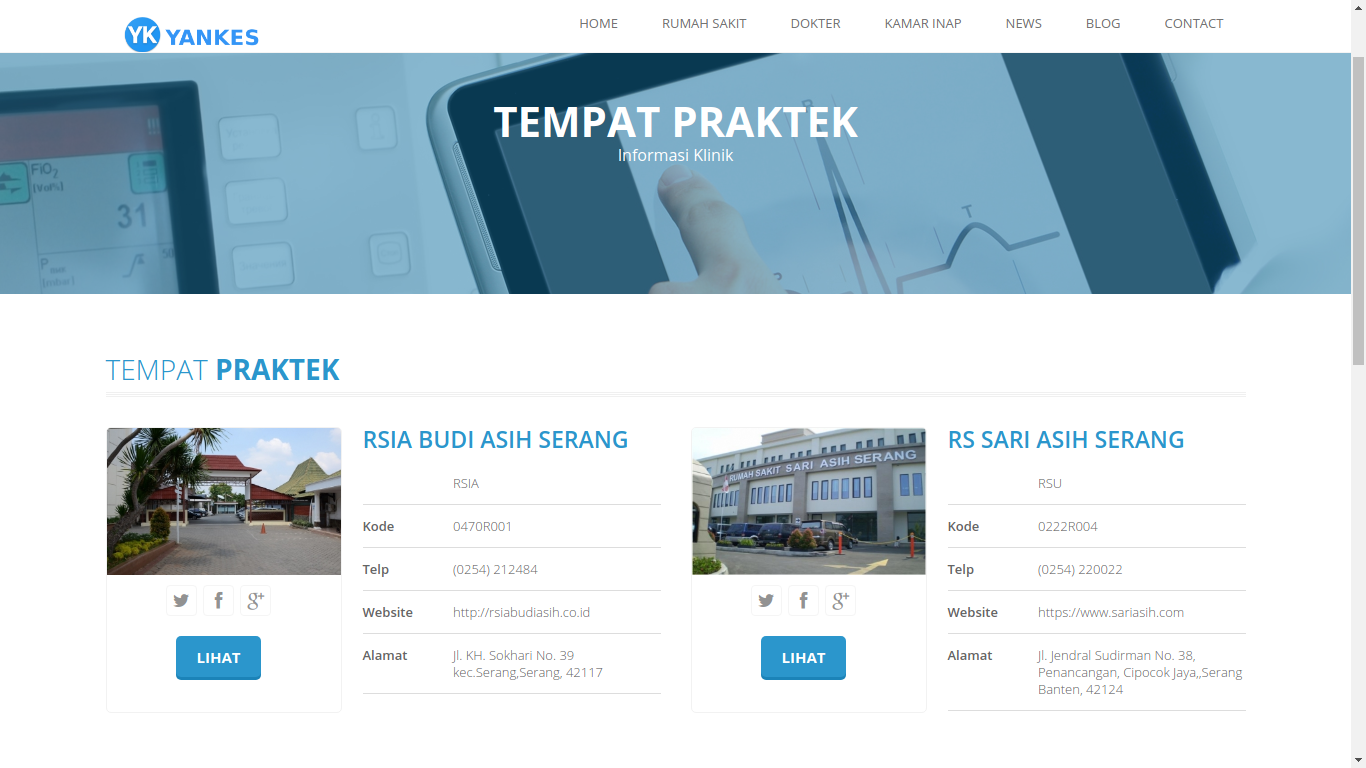 YK YANKES
HOME
RUMAH SAKIT
DOKTER
KAMAR INAP
NEWS
BLOG
CONTACT
TEMPAT PRAKTEK
Informasi Klinik
FiO2
(Vol%)
31
P
50
R
T
TEMPAT PRAKTEK
RSIA BUDI ASIH SERANG
RSIA
Kode 0470R001
Telp (0254) 212484
Website http://rsiabudiasih.co.id
Alamat Jl. KH. Sokhari No. 39
kec.Serang,Serang, 42117
LIHAT
RUMAH SAKIT SARI ASIH SERANG
RS SARI ASIH SERANG
RSU
Kode 0222R004
Telp (0254) 220022
Website https://www.sariasih.com
Alamat Jl. Jendral Sudirman No. 38,
Penancangan, Cipocok Jaya,,Serang
Banten, 42124
LIHAT